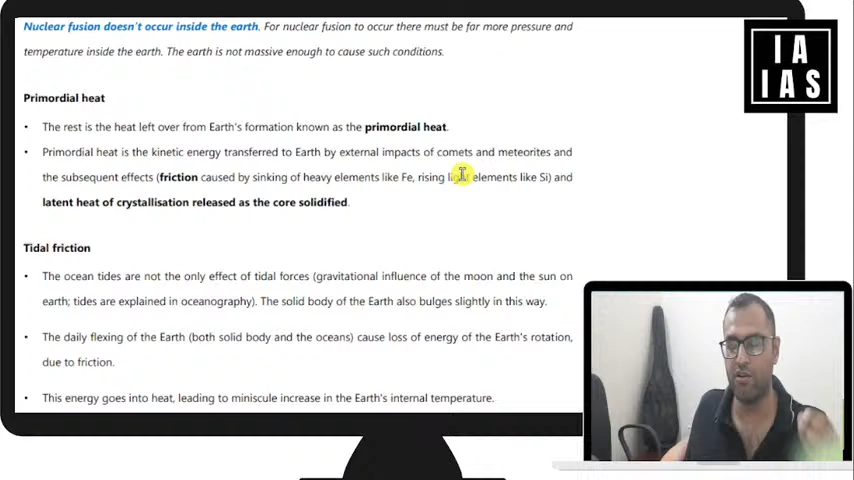 Nuclear fusion doesn't occur inside the earth. For nuclear fusion to occur there must be far more pressure and
temperature inside the earth. The earth is not massive enough to cause such conditions.
Primordial heat
• The rest is the heat left over from Earth's formation known as the primordial heat.
• Primordial heat is the kinetic energy transferred to Earth by external impacts of comets and meteorites and
the subsequent effects (friction caused by sinking of heavy elements like Fe, rising light elements like Si) and
latent heat of crystallisation released as the core solidified.
Tidal friction
• The ocean tides are not the only effect of tidal forces (gravitational influence of the moon and the sun on
earth; tides are explained in oceanography). The solid body of the Earth also bulges slightly in this way.
• The daily flexing of the Earth (both solid body and the oceans) cause loss of energy of the Earth's rotation,
due to friction.
• This energy goes into heat, leading to miniscule increase in the Earth's internal temperature.
IA
IAS